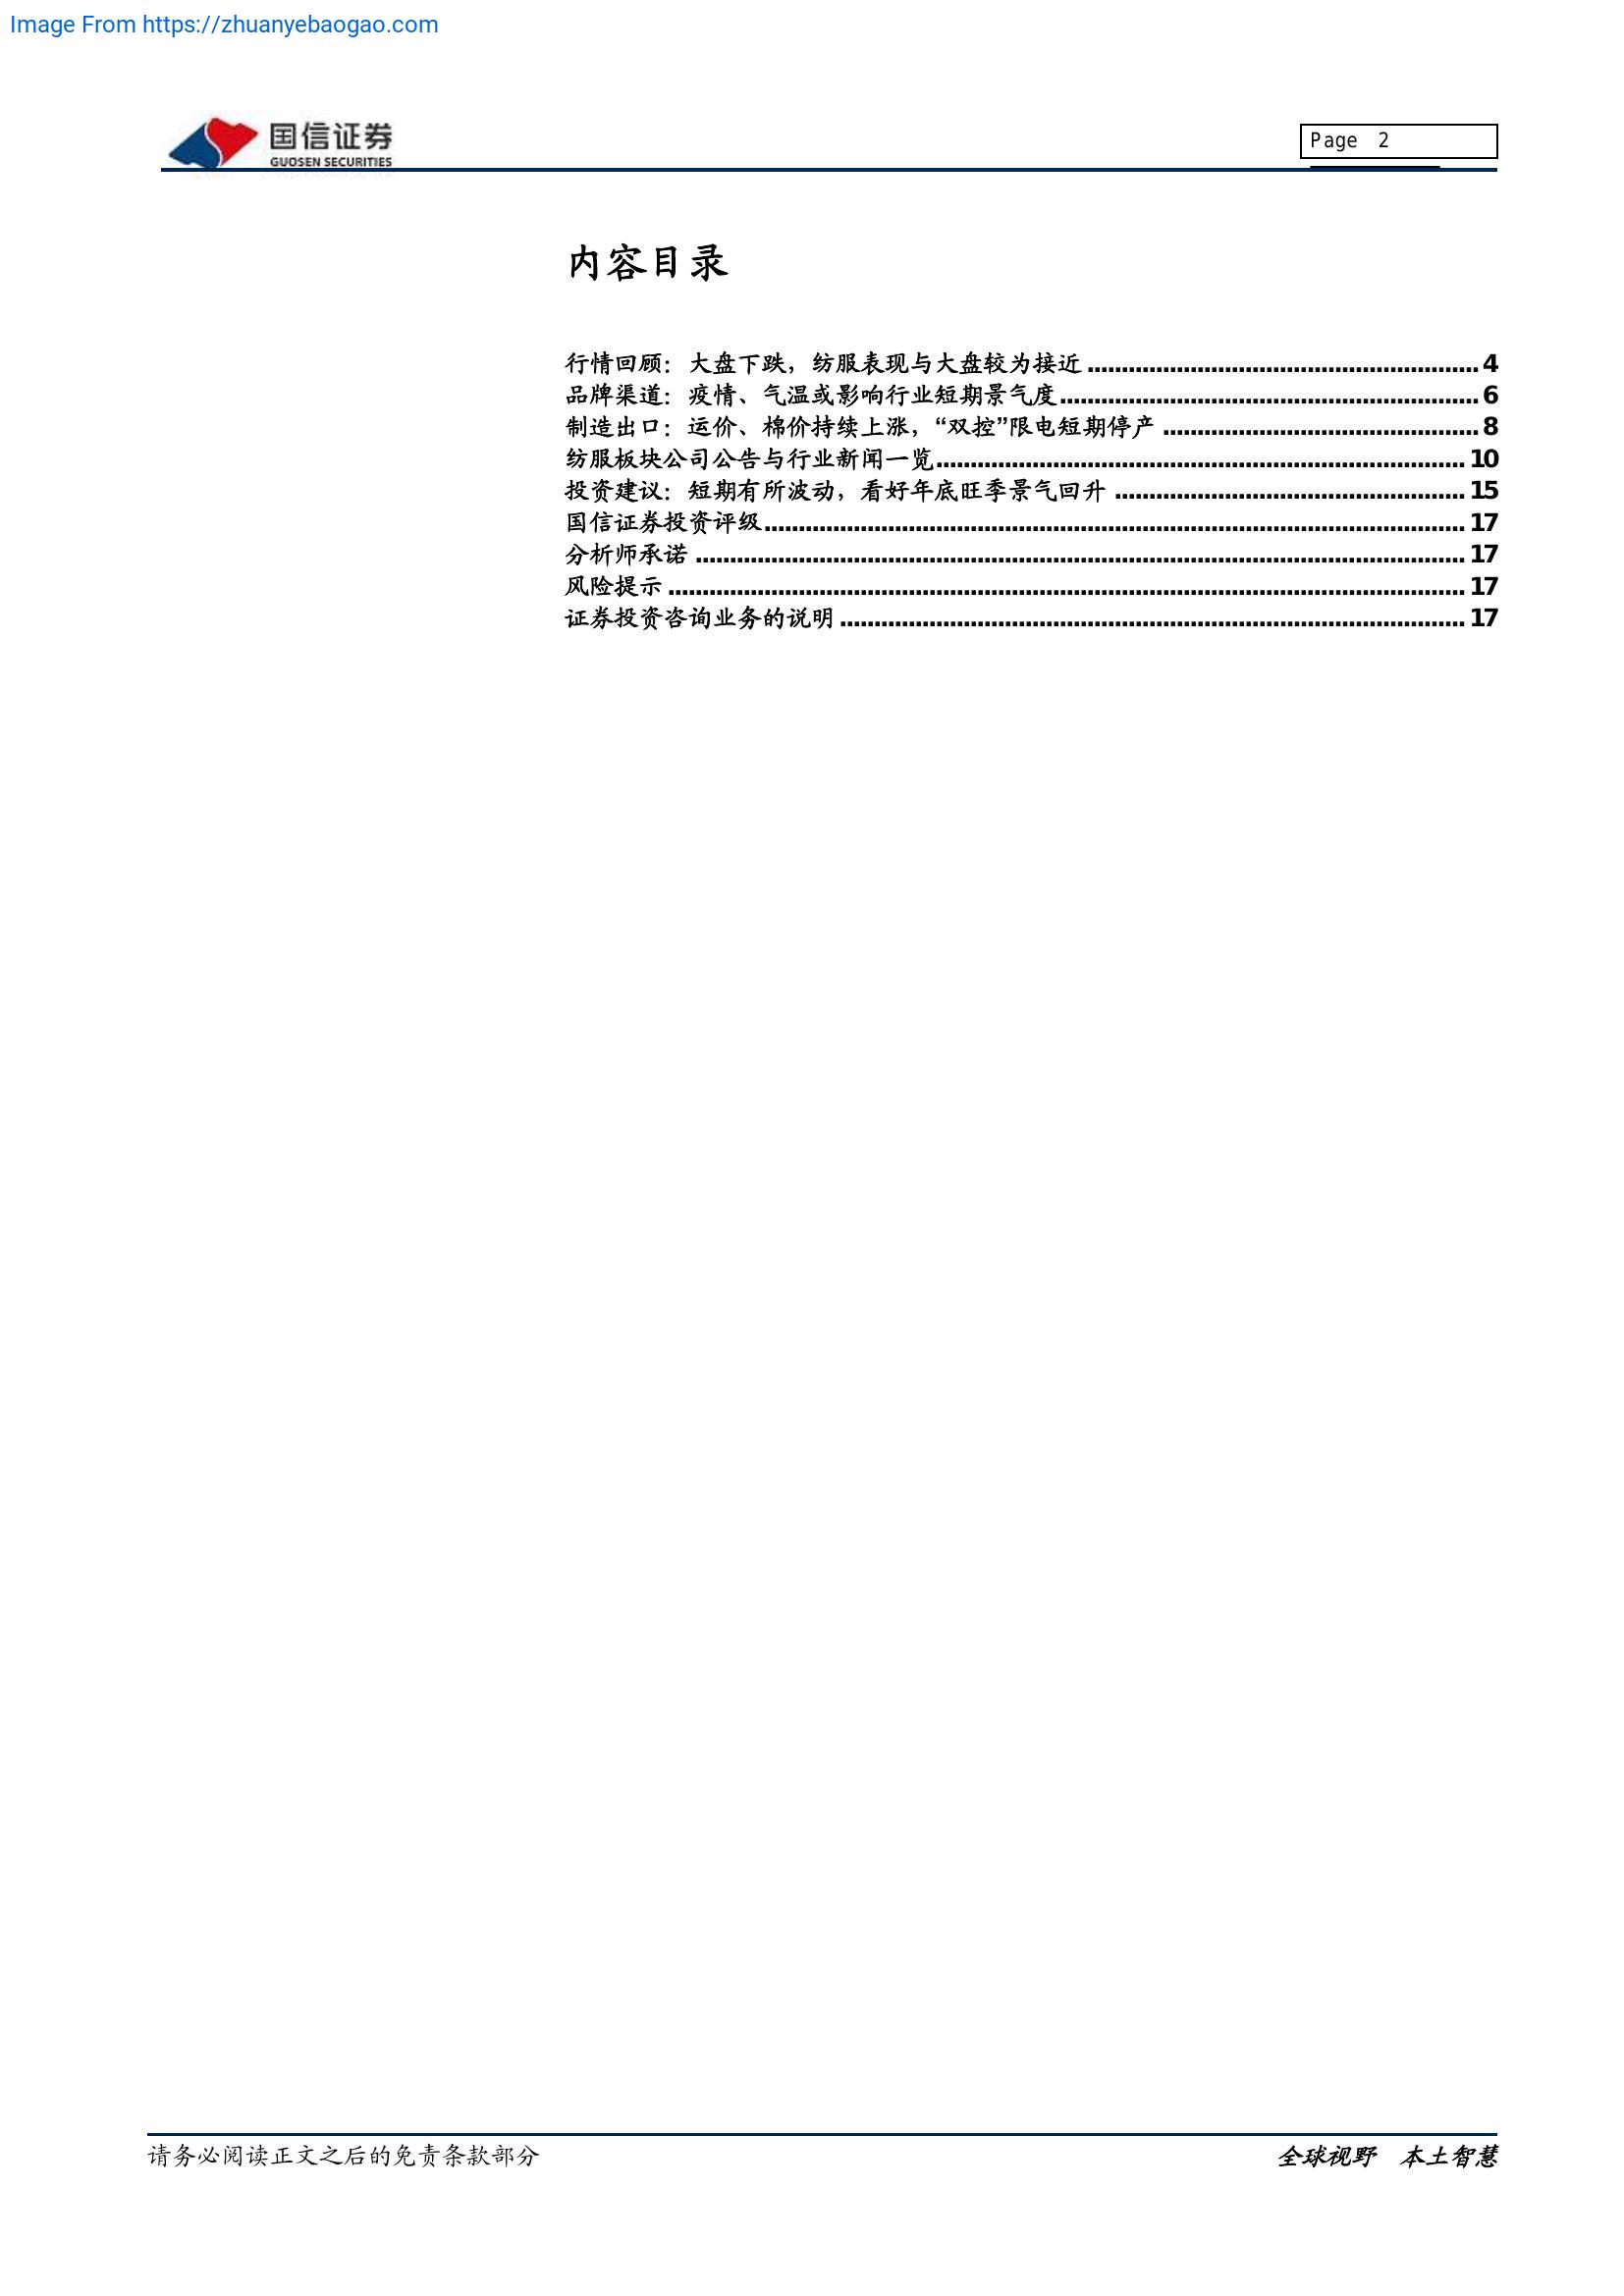 Image From https://zhuanyebaogao.com
国信证券
GUOSEN SECURITIES
Page 2
内容目录
行情回顾：大盘下跌，纺服表现与大盘较为接近 ........................................................ 4
品牌渠道：疫情、气温或影响行业短期景气度............................................................ 6
制造出口：运价、棉价持续上涨，“双控”限电短期停产 ............................................. 8
纺服板块公司公告与行业新闻一览............................................................................ 10
投资建议：短期有所波动，看好年底旺季景气回升 .................................................. 15
国信证券投资评级..................................................................................................... 17
分析师承诺 ............................................................................................................... 17
风险提示 ................................................................................................................... 17
证券投资咨询业务的说明 .......................................................................................... 17
请务必阅读正文之后的免责条款部分
全球视野 本土智慧